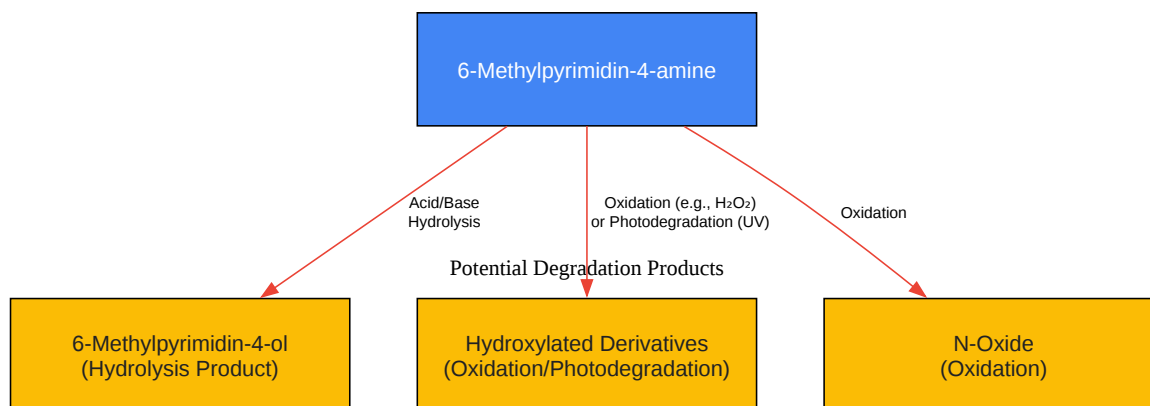 6-Methylpyrimidin-4-amine
Acid/Base
Hydrolysis
Oxidation (e.g., H₂O₂)
or Photodegradation (UV)
Oxidation
Potential Degradation Products
6-Methylpyrimidin-4-ol
(Hydrolysis Product)
Hydroxylated Derivatives
(Oxidation/Photodegradation)
N-Oxide
(Oxidation)